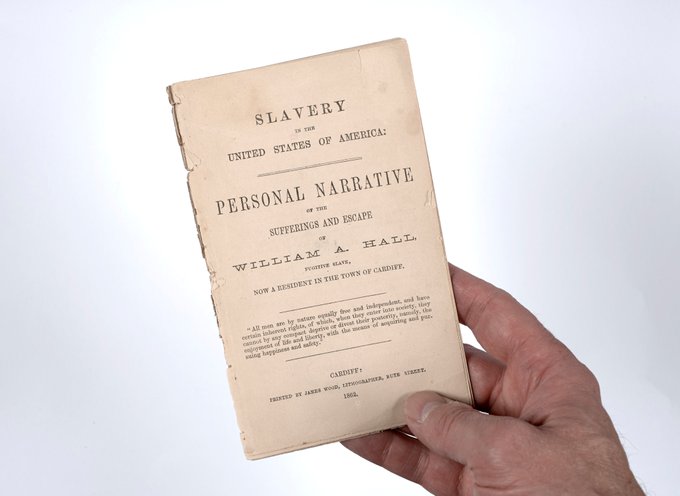 SLAVERY
IN THE
UNITED STATES OF AMERICA:
PERSONAL NARRATIVE
OF THE
SUFFERINGS AND ESCAPE
OF
WILLIAM A. HALL,
FUGITIVE SLAVE,
NOW A RESIDENT IN THE TOWN OF CARDIFF.
"All men are by nature equally free and independent, and have
certain inherent rights, of which, when they enter into society, they
cannot by any compact deprive or divest their posterity, namely, the
enjoyment of life and liberty, with the means of acquiring and pur-
suing happiness and safety."
CARDIFF:
PRINTED BY JAMES WOOD, LITHOGRAPHER, DUKE STREET.
1862.